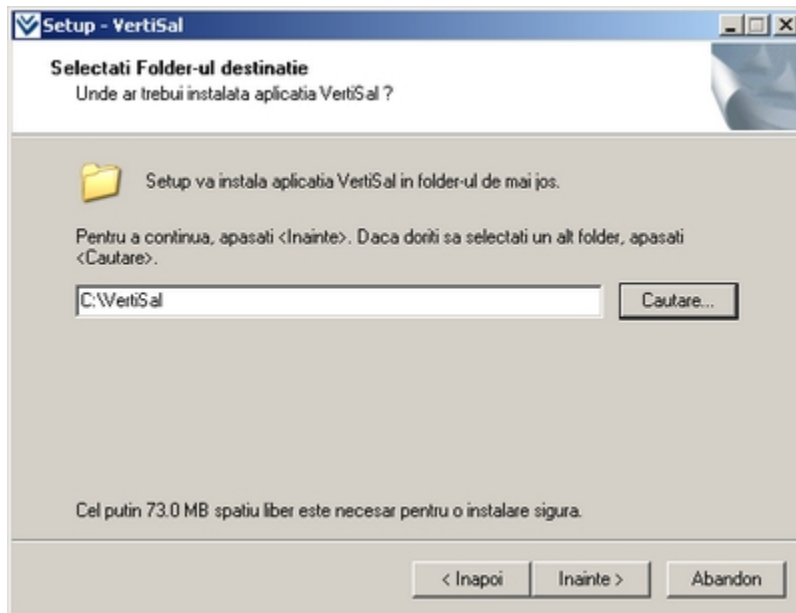 Setup - VertiSal
Selectati Folder-ul destinatie
Unde ar trebui instalata aplicatia VertiSal ?
Setup va instala aplicatia VertiSal in folder-ul de mai jos.
Pentru a continua, apasati <Inainte>. Daca doriti sa selectati un alt folder, apasati
<Cautare>.
C:\VertiSal
Cautare...
Cel putin 73.0 MB spatiu liber este necesar pentru o instalare sigura.
< Inapoi
Inainte >
Abandon